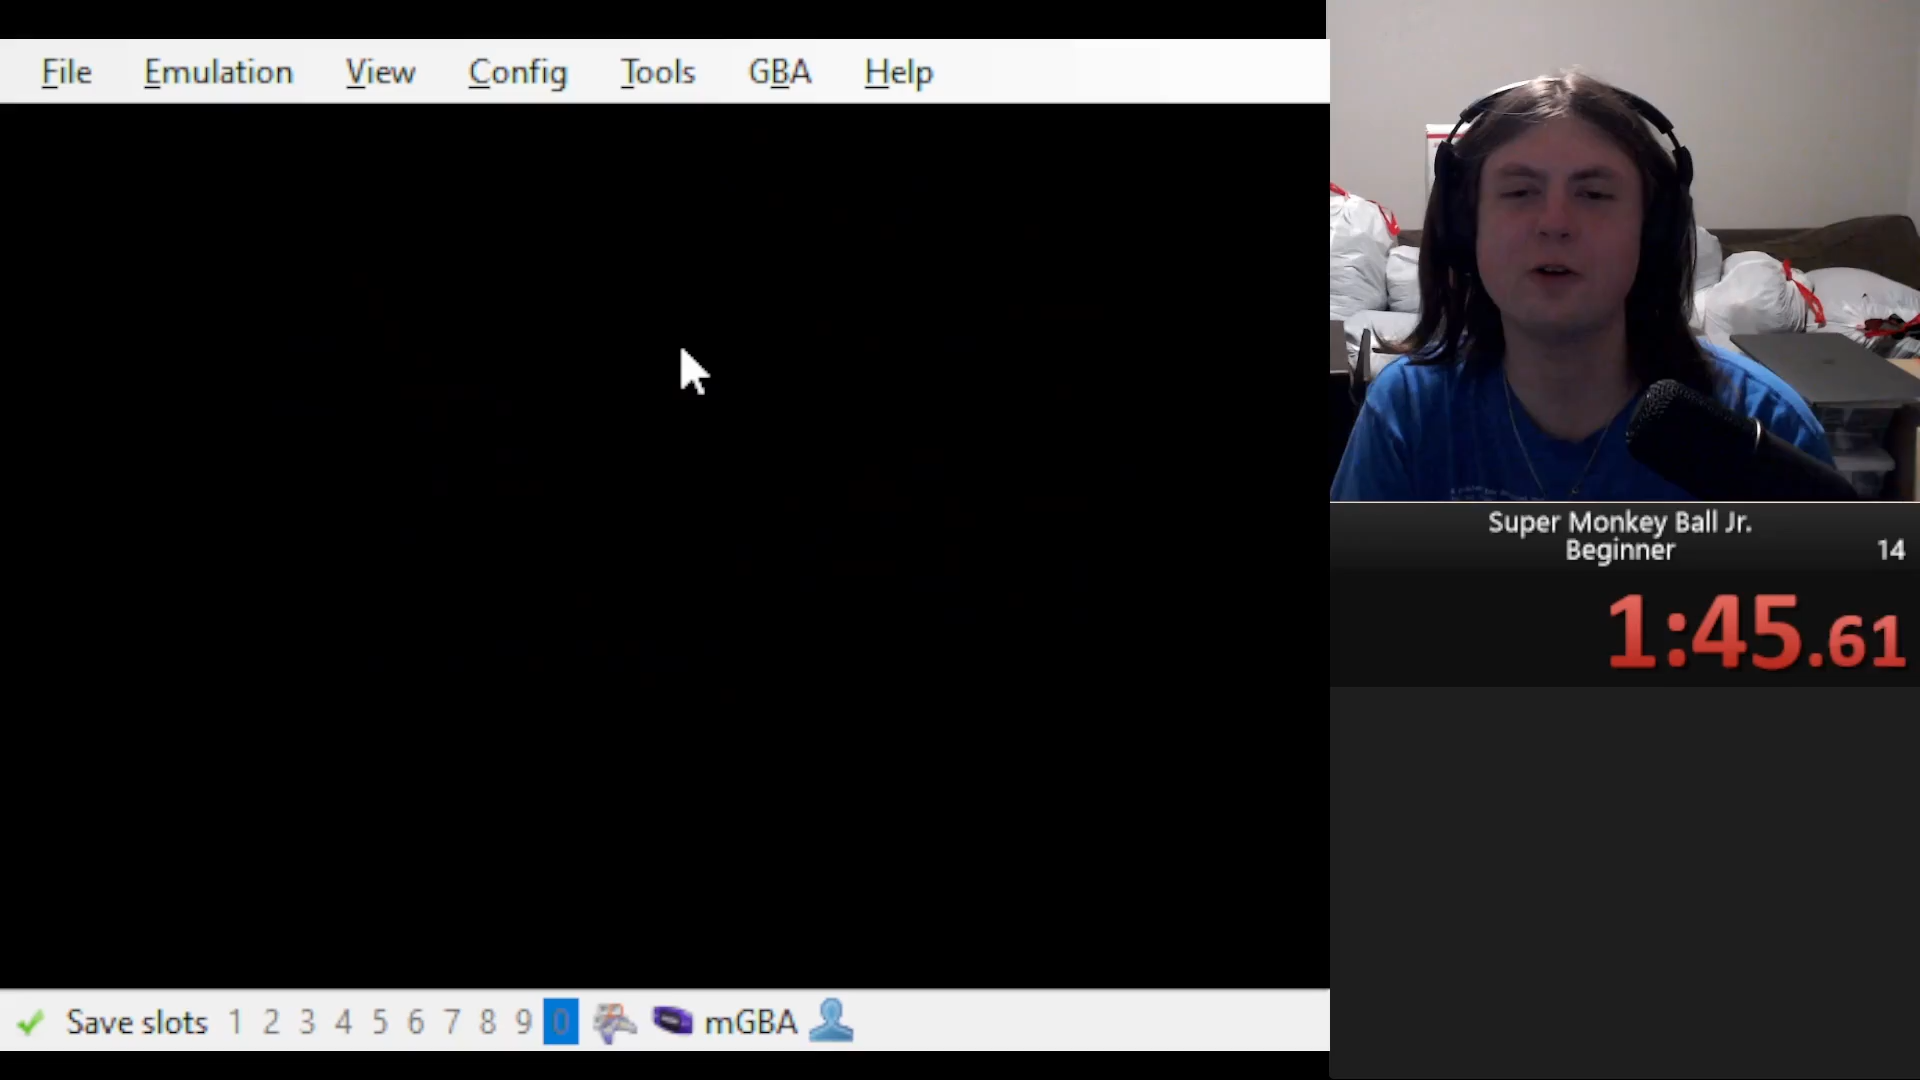 File Emulation View Config Tools GBA Help
Super Monkey Ball Jr.
Beginner 14
1:45.61
Save slots 1 2 3 4 5 6 7 8 9 0 mGBA